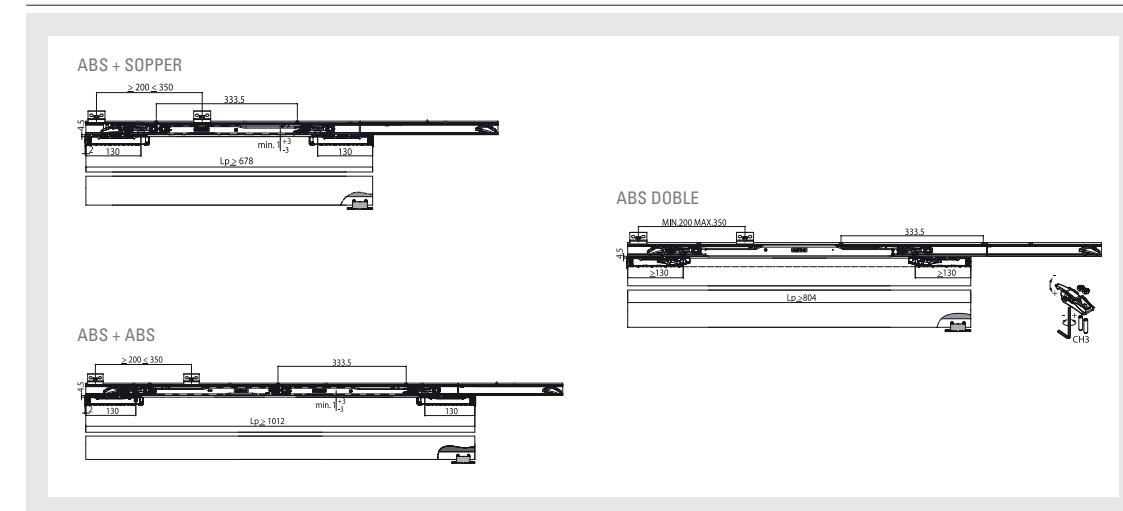 ABS + SOPPER
≥ 200 ≤ 350
333.5
4.5
min. 1 +3 -3
2
130
130
Lp ≥ 678
ABS DOBLE
MIN.200 MAX.350
333.5
4.5
≥130
≥130
Lp ≥804
- +
- +
CH3
ABS + ABS
≥ 200 ≤ 350
333.5
4.5
min. 1 +3 -3
2
130
130
Lp ≥ 1012